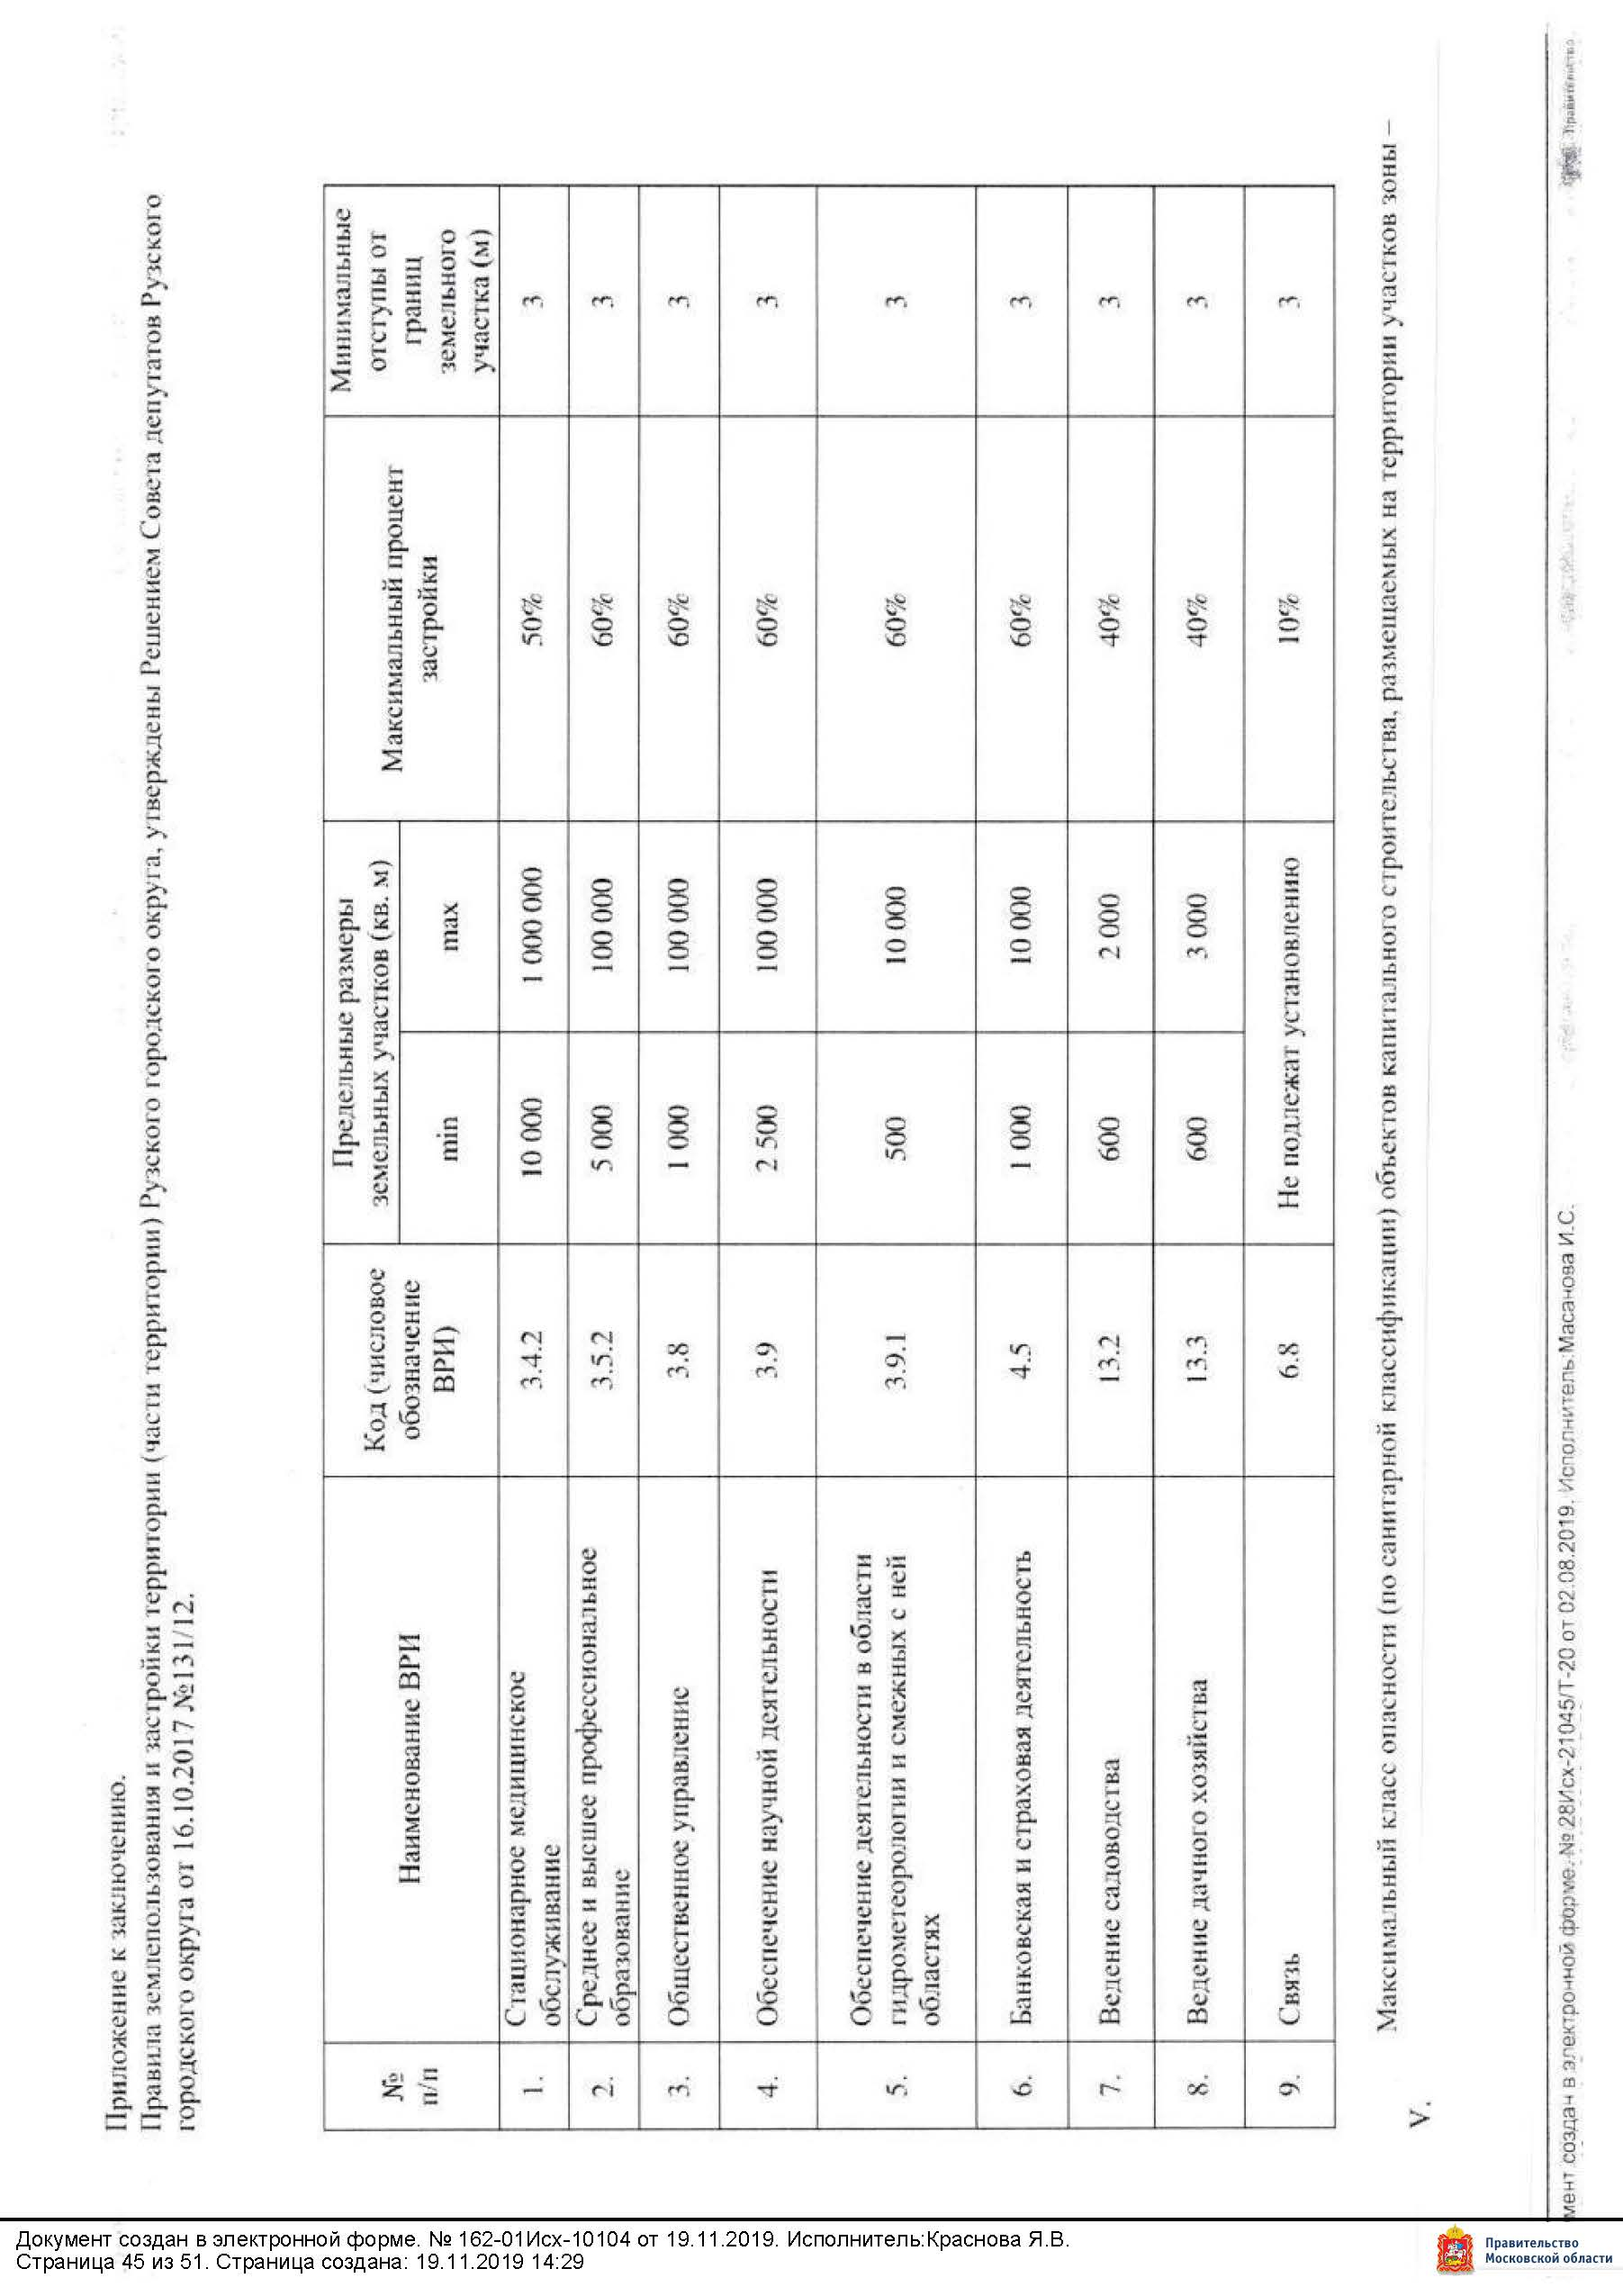 Приложение к заключению.
Правила землепользования и застройки территории (части территории) Рузского городского округа, утверждены Решением Совета депутатов Рузского
городского округа от 16.10.2017 №131/12.
№
п/п
Наименование ВРИ
Код (числовое
обозначение
ВРИ)
Предельные размеры
земельных участков (кв. м)
min
max
Максимальный процент
застройки
Минимальные
отступы от
границ
земельного
участка (м)
1. Стационарное медицинское
обслуживание
3.4.2 10 000 1 000 000 50% 3
2. Среднее и высшее профессиональное
образование
3.5.2 5 000 100 000 60% 3
3. Общественное управление 3.8 1 000 100 000 60% 3
4. Обеспечение научной деятельности 3.9 2 500 100 000 60% 3
5. Обеспечение деятельности в области
гидрометеорологии и смежных с ней
областях
3.9.1 500 10 000 60% 3
6. Банковская и страховая деятельность 4.5 1 000 10 000 60% 3
7. Ведение садоводства 13.2 600 2 000 40% 3
8. Ведение дачного хозяйства 13.3 600 3 000 40% 3
9. Связь 6.8 Не подлежат установлению 10% 3
Максимальный класс опасности (по санитарной классификации) объектов капитального строительства, размещаемых на территории участков зоны –
V.
мент создан в электронной форме. № 28Исх-21045/Т-20 от 02.08.2019. Исполнитель:Масанова И.С.
Правительство
Документ создан в электронной форме. № 162-01Исх-10104 от 19.11.2019. Исполнитель:Краснова Я.В.
Страница 45 из 51. Страница создана: 19.11.2019 14:29
Правительство
Московской области